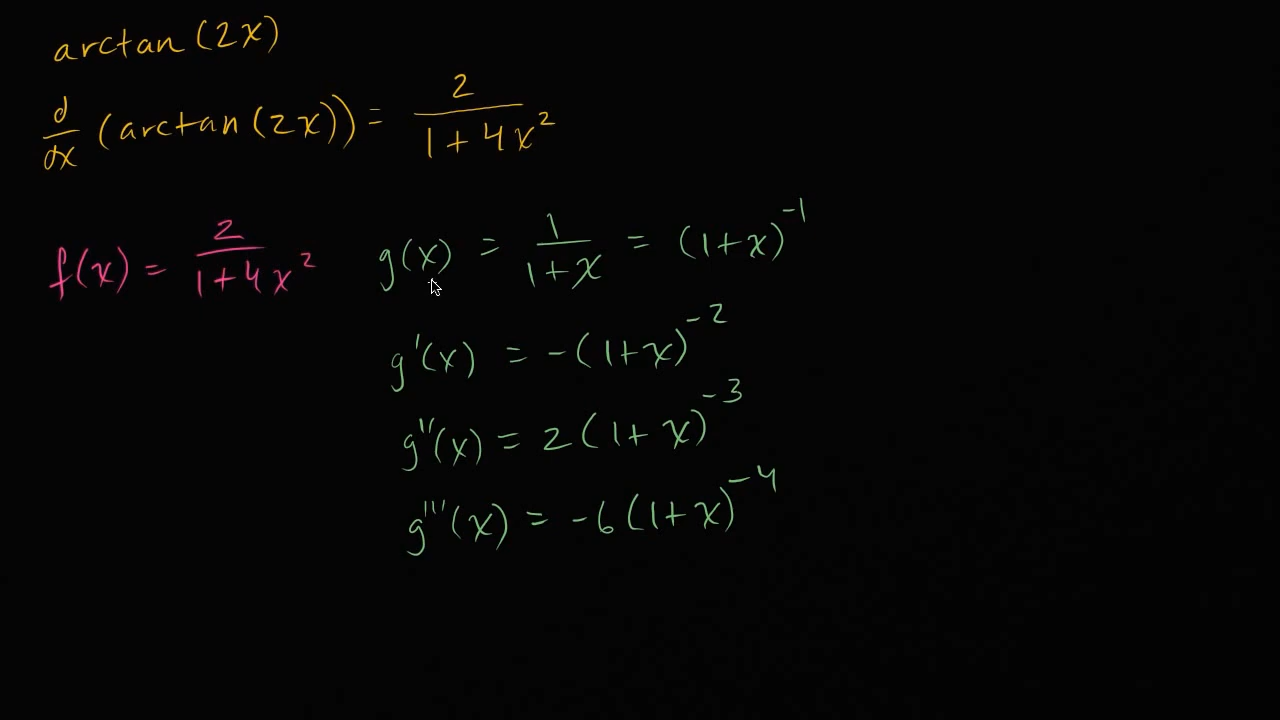 arctan(2x)
d/dx (arctan(2x)) = 2/(1+4x²)
f(x) = 2/(1+4x²)
g(x) = 1/(1+x) = (1+x)⁻¹
g'(x) = -(1+x)⁻²
g''(x) = 2(1+x)⁻³
g'''(x) = -6(1+x)⁻⁴